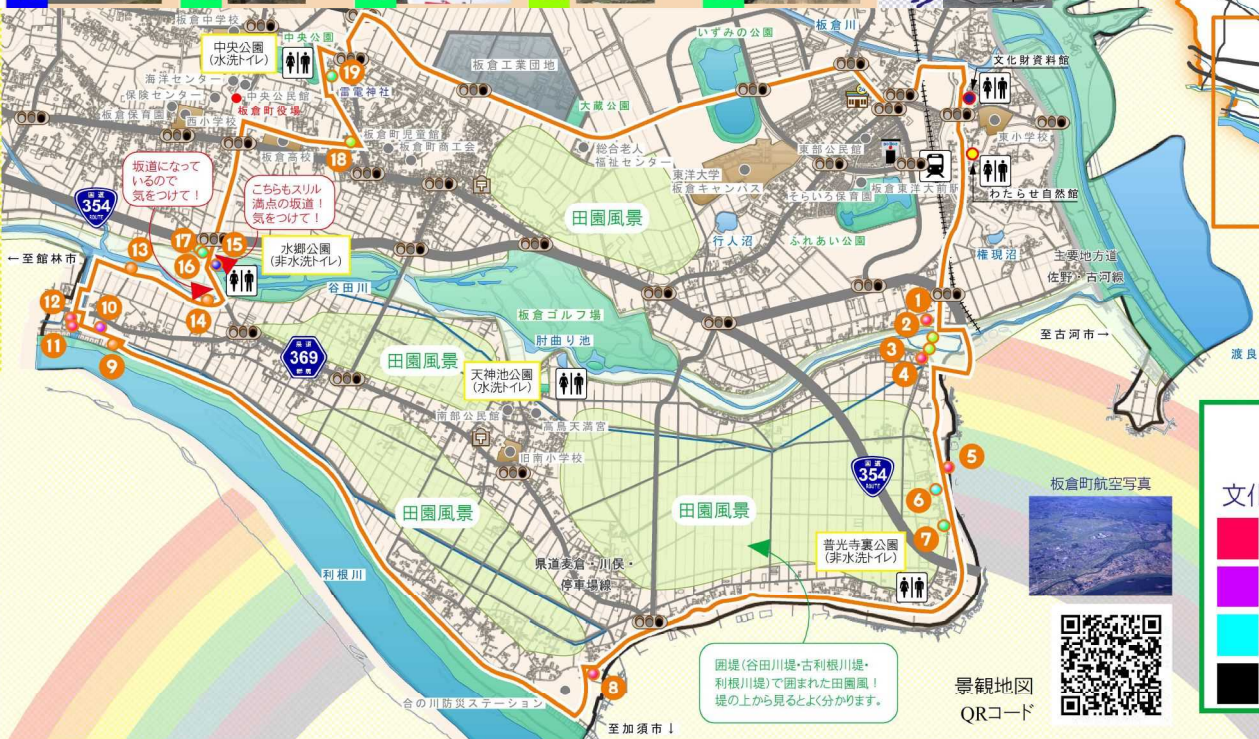 板倉中学校
中央公園
(水洗トイレ)
中央公園
19
雷電神社
海洋センター
保険センター
中央公民館
板倉町役場
板倉保育園
西小学校
板倉高校
板倉町児童館
板倉町商工会
18
板倉工業団地
大蔵公園
いずみの公園
板倉川
文化財資料館
総合老人
福祉センター
東洋大学
板倉キャンパス
東部公民館
そらいろ保育園
板倉東洋大前駅
東小学校
わたらせ自然館
坂道になって
いるので
気をつけて!
こちらもスリル
満点の坂道!
気をつけて!
国道
354
ROUTE
←至館林市
13
17
16
15
14
水郷公園
(非水洗トイレ)
谷田川
田園風景
行人沼
ふれあい公園
権現沼
主要地方道
佐野・古河線
至古河市→
渡良
12
11
10
9
県道
369
群馬
田園風景
板倉ゴルフ場
肘曲り池
天神池公園
(水洗トイレ)
南部公民館
高鳥天満宮
旧南小学校
1
2
3
4
5
6
7
国道
354
ROUTE
田園風景
田園風景
普光寺裏公園
(非水洗トイレ)
板倉町航空写真
利根川
県道麦倉・川俣・
停車場線
8
合の川防災ステーション
至加須市↓
囲堤(谷田川堤・古利根川堤・
利根川堤)で囲まれた田園風!
堤の上から見るとよく分かります。
景観地図
QRコード